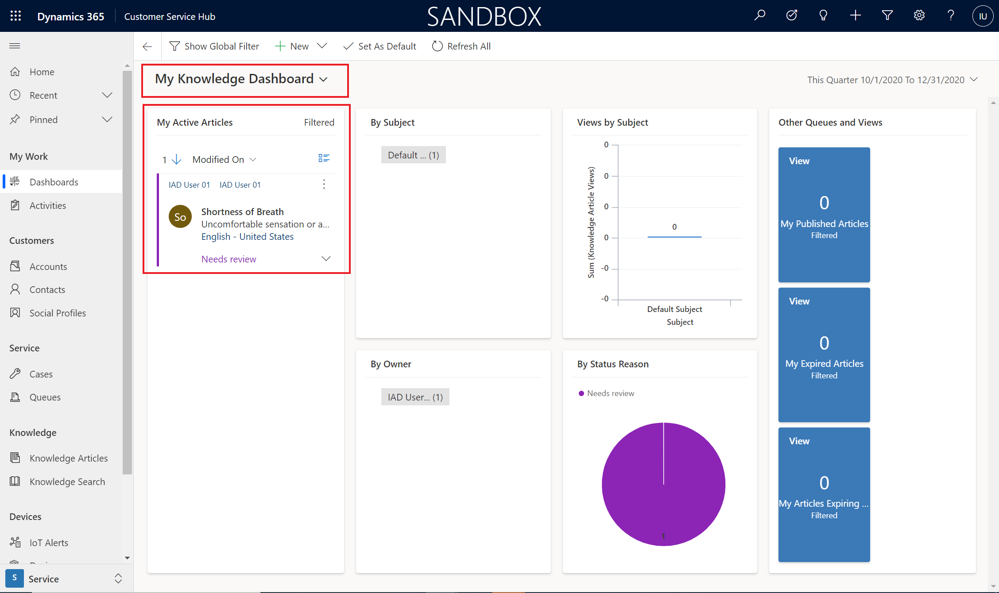 Dynamics 365
Customer Service Hub
SANDBOX
IU
Show Global Filter
New
Set As Default
Refresh All
Home
Recent
Pinned
My Work
Dashboards
Activities
Customers
Accounts
Contacts
Social Profiles
Service
Cases
Queues
Knowledge
Knowledge Articles
Knowledge Search
Devices
IoT Alerts
S
Service
My Knowledge Dashboard
This Quarter 10/1/2020 To 12/31/2020
My Active Articles
Filtered
1
Modified On
IAD User 01 IAD User 01
So
Shortness of Breath
Uncomfortable sensation or a...
English - United States
Needs review
By Subject
Default ... (1)
Views by Subject
Sum (Knowledge Article Views)
0
0
0
0
-0
-0
0
Default Subject
Subject
By Owner
IAD User... (1)
By Status Reason
Needs review
1
Other Queues and Views
View
0
My Published Articles
Filtered
View
0
My Expired Articles
Filtered
View
0
My Articles Expiring ...
Filtered